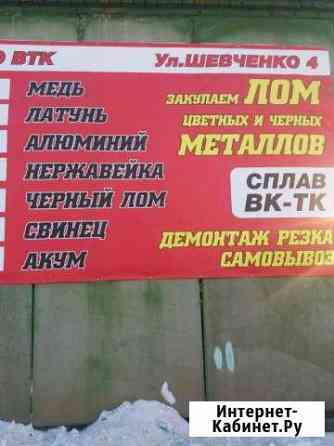 О ВТК
Ул.ШЕВЧЕНКО 4
МЕДЬ
ЛАТУНЬ
АЛЮМИНИЙ
НЕРЖАВЕЙКА
ЧЕРНЫЙ ЛОМ
СВИНЕЦ
АКУМ
ЗАКУПАЕМ ЛОМ
ЦВЕТНЫХ И ЧЕРНЫХ
МЕТАЛЛОВ
СПЛАВ
ВК-ТК
ДЕМОНТАЖ РЕЗКА
САМОВЫВОЗ
Интернет-
Кабинет.Ру